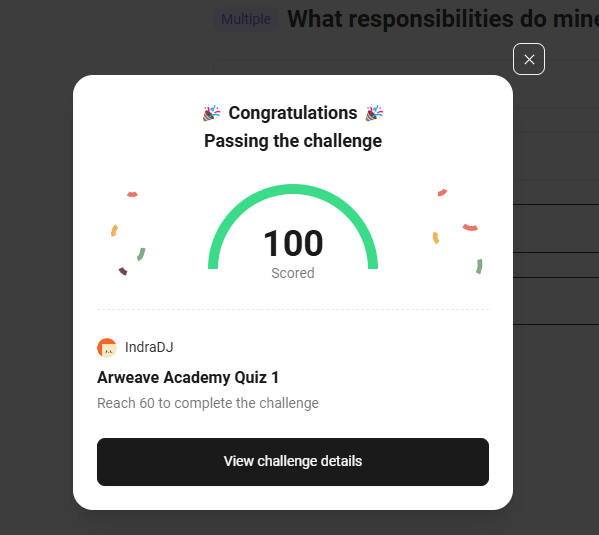 Multiple What responsibilities do mine
Congratulations
Passing the challenge
100
Scored
IndraDJ
Arweave Academy Quiz 1
Reach 60 to complete the challenge
View challenge details